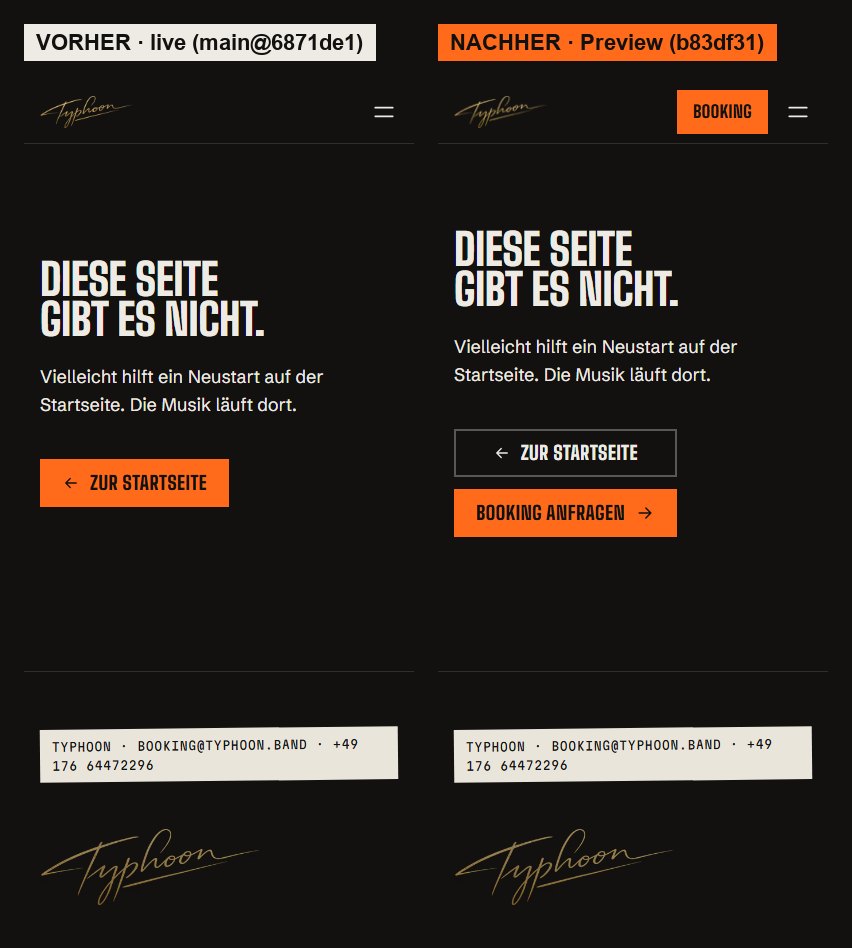 VORHER · live (main@6871de1)
Typhoon
DIESE SEITE
GIBT ES NICHT.
Vielleicht hilft ein Neustart auf der
Startseite. Die Musik läuft dort.
← ZUR STARTSEITE
TYPHOON · BOOKING@TYPHOON.BAND · +49
176 64472296
Typhoon
NACHHER · Preview (b83df31)
Typhoon
BOOKING
DIESE SEITE
GIBT ES NICHT.
Vielleicht hilft ein Neustart auf der
Startseite. Die Musik läuft dort.
← ZUR STARTSEITE
BOOKING ANFRAGEN →
TYPHOON · BOOKING@TYPHOON.BAND · +49
176 64472296
Typhoon